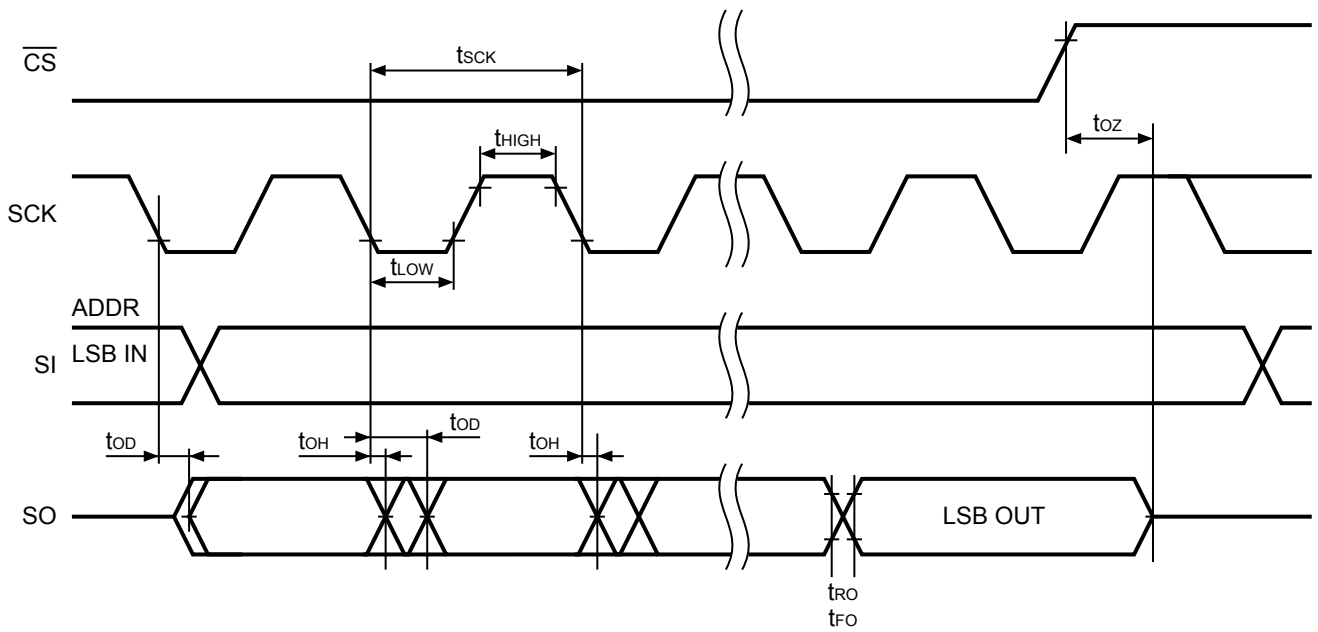 CS
tSCK
tHIGH
tOZ
SCK
tLOW
ADDR
LSB IN
SI
tOD
tOH
tOD
tOH
SO
LSB OUT
tRO
tFO